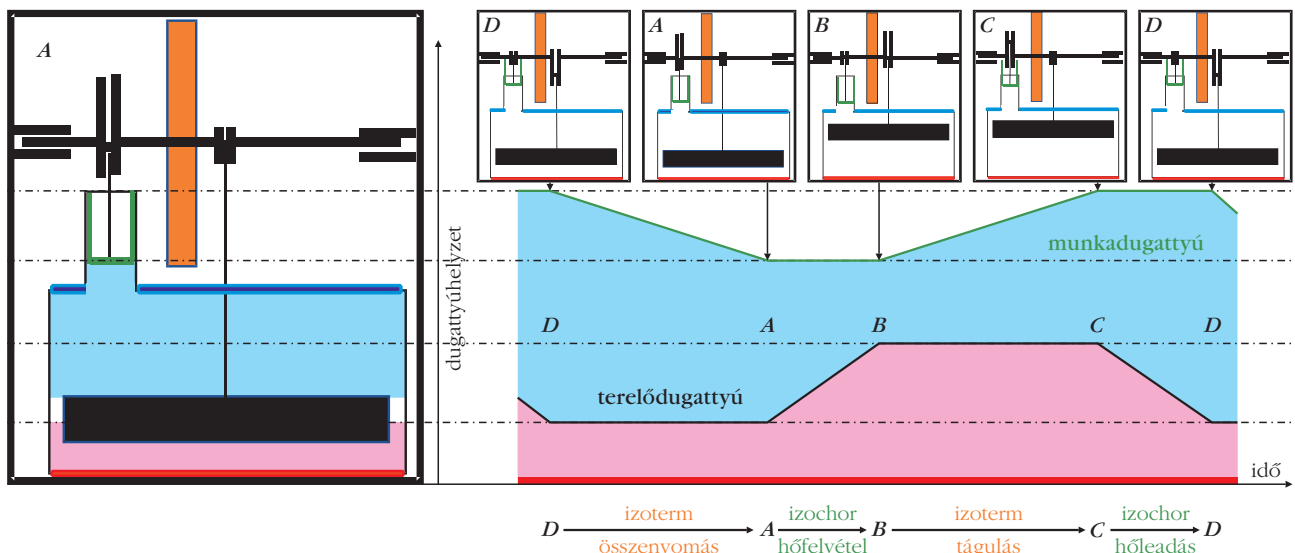 A
D
A
B
C
D
dugattyúhelyzet
munkadugattyú
D A B C D
terelődugattyú
idő
D izoterm A izochor B izoterm C izochor D
összenyomás hőfelvétel tágulás hőleadás